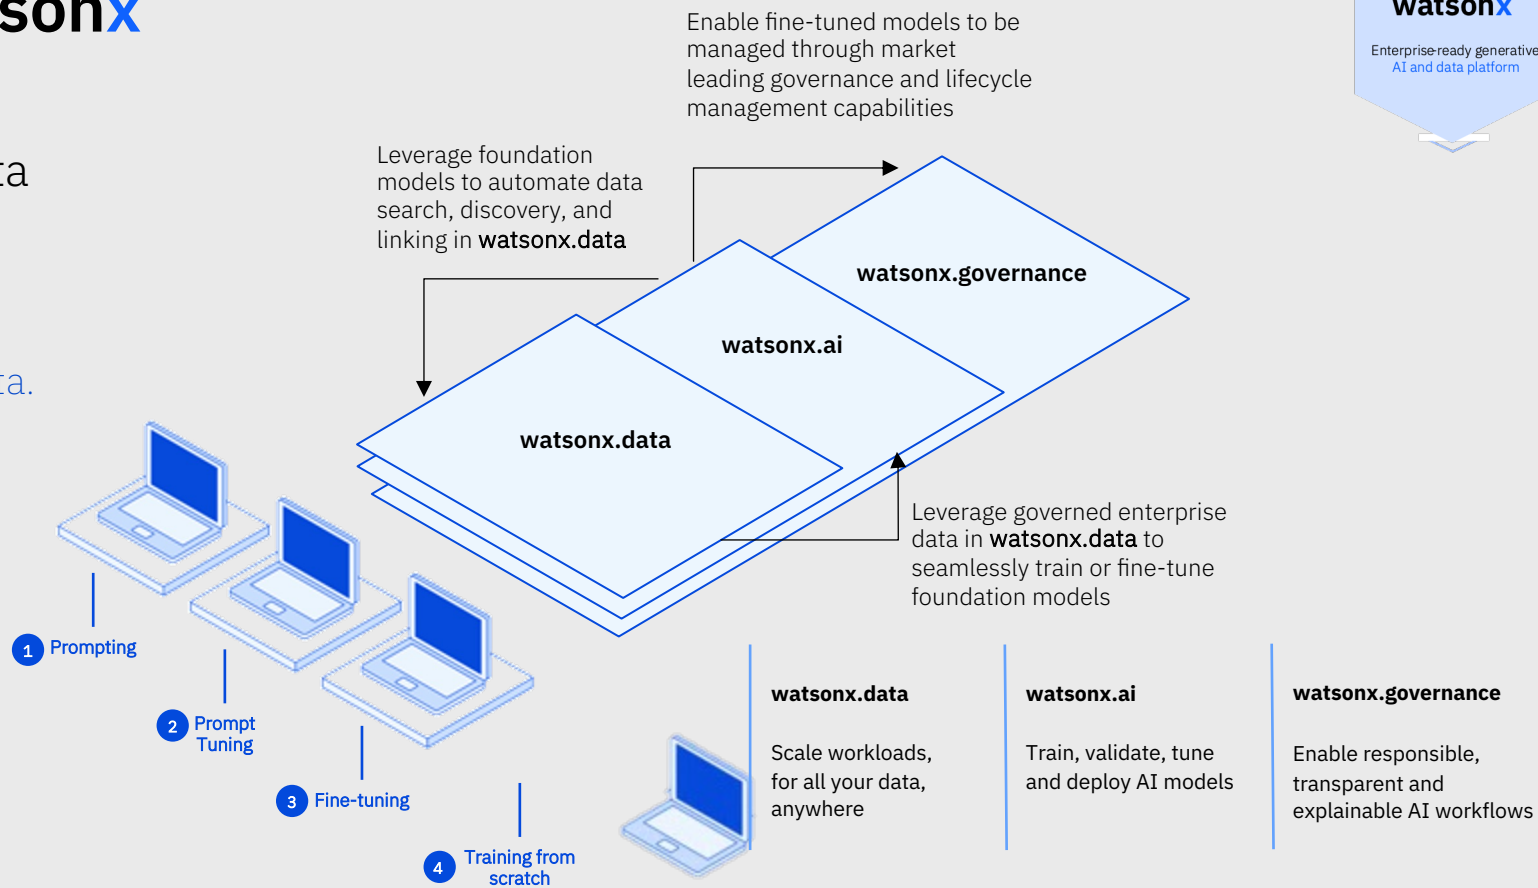 sonx
ta
ta.
Enable fine-tuned models to be
managed through market
leading governance and lifecycle
management capabilities
watsonx
Enterprise-ready generative
AI and data platform
Leverage foundation
models to automate data
search, discovery, and
linking in watsonx.data
watsonx.governance
watsonx.ai
watsonx.data
Leverage governed enterprise
data in watsonx.data to
seamlessly train or fine-tune
foundation models
1 Prompting
2 Prompt
Tuning
3 Fine-tuning
4 Training from
scratch
watsonx.data
Scale workloads,
for all your data,
anywhere
watsonx.ai
Train, validate, tune
and deploy AI models
watsonx.governance
Enable responsible,
transparent and
explainable AI workflows